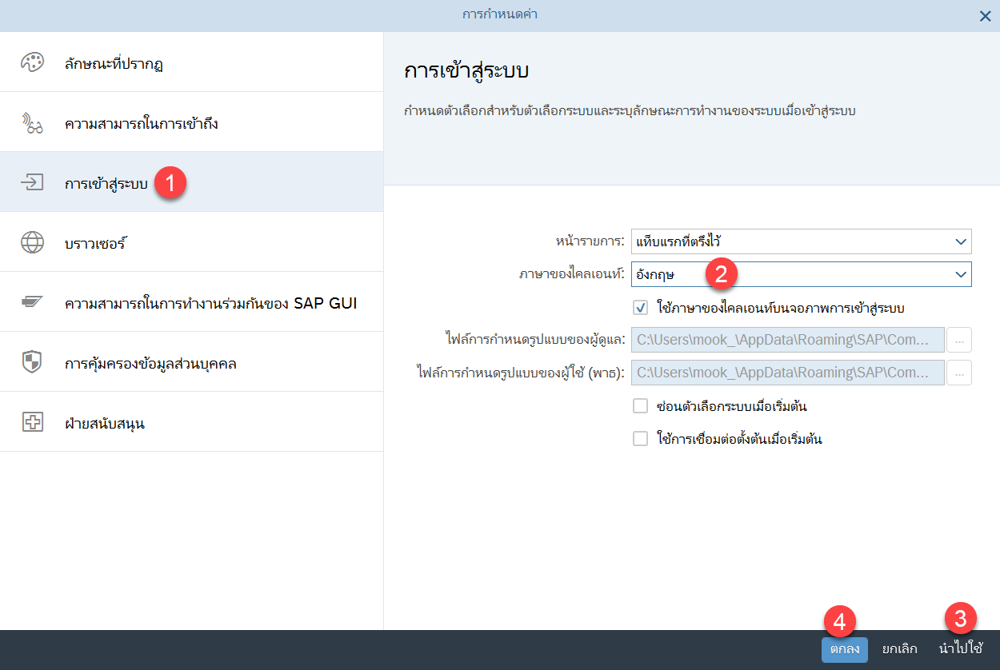 การกำหนดค่า
ลักษณะที่ปรากฏ
ความสามารถในการเข้าถึง
การเข้าสู่ระบบ 1
บราวเซอร์
ความสามารถในการทำงานร่วมกันของ SAP GUI
การคุ้มครองข้อมูลส่วนบุคคล
ฝ่ายสนับสนุน
การเข้าสู่ระบบ
กำหนดตัวเลือกสำหรับตัวเลือกระบบและระบุลักษณะการทำงานของระบบเมื่อเข้าสู่ระบบ
หน้ารายการ: แท็บแรกที่ตรึงไว้
ภาษาของไคลเอนท์: อังกฤษ 2
ใช้ภาษาของไคลเอนท์บนจอภาพการเข้าสู่ระบบ
ไฟล์การกำหนดรูปแบบของผู้ดูแล: C:\Users\mook_\AppData\Roaming\SAP\Com... ...
ไฟล์การกำหนดรูปแบบของผู้ใช้ (พาธ): C:\Users\mook_\AppData\Roaming\SAP\Com... ...
ซ่อนตัวเลือกระบบเมื่อเริ่มต้น
ใช้การเชื่อมต่อตั้งต้นเมื่อเริ่มต้น
4 3
ตกลง ยกเลิก นำไปใช้